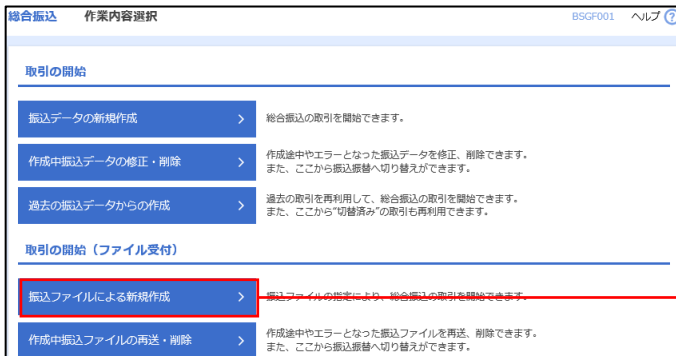 総合振込 作業内容選択 BSGF001 ヘルプ ?
取引の開始
振込データの新規作成 総合振込の取引を開始できます。
作成中振込データの修正・削除 作成途中やエラーとなった振込データを修正、削除できます。
また、ここから振込振替へ切り替えができます。
過去の振込データからの作成 過去の取引を再利用して、総合振込の取引を開始できます。
また、ここから"切替済み"の取引も再利用できます。
取引の開始（ファイル受付）
振込ファイルによる新規作成 振込ファイルの指定により、総合振込の取引を開始できます。
作成中振込ファイルの再送・削除 作成途中やエラーとなった振込ファイルを再送、削除できます。
また、ここから振込振替へ切り替えができます。